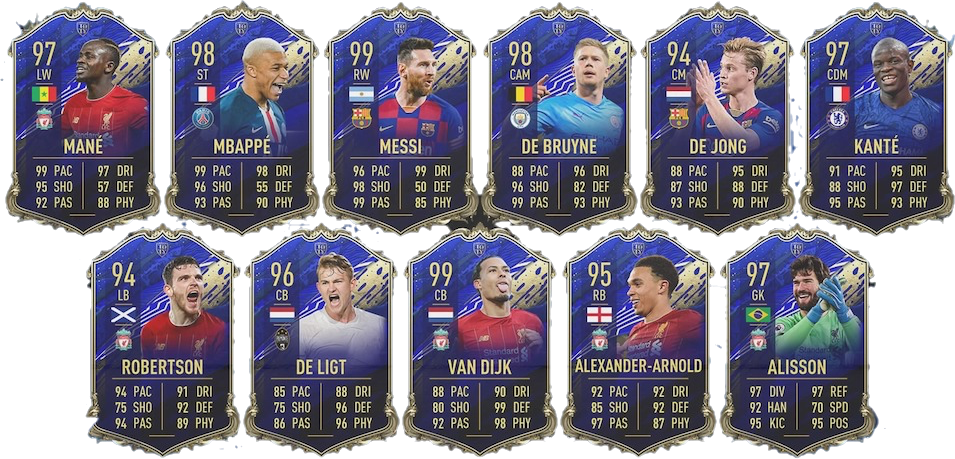 97
LW
MANÉ
99 PAC 97 DRI
95 SHO 57 DEF
92 PAS 88 PHY
98
ST
MBAPPÉ
99 PAC 98 DRI
96 SHO 55 DEF
93 PAS 90 PHY
99
RW
MESSI
96 PAC 99 DRI
98 SHO 50 DEF
99 PAS 85 PHY
98
CAM
DE BRUYNE
88 PAC 96 DRI
96 SHO 82 DEF
99 PAS 93 PHY
94
CM
DE JONG
88 PAC 95 DRI
87 SHO 88 DEF
93 PAS 90 PHY
97
CDM
KANTÉ
91 PAC 95 DRI
88 SHO 97 DEF
95 PAS 93 PHY
94
LB
ROBERTSON
94 PAC 91 DRI
75 SHO 92 DEF
94 PAS 89 PHY
96
CB
DE LIGT
85 PAC 88 DRI
75 SHO 96 DEF
86 PAS 96 PHY
99
CB
VAN DIJK
88 PAC 90 DRI
80 SHO 99 DEF
92 PAS 98 PHY
95
RB
ALEXANDER-ARNOLD
92 PAC 92 DRI
85 SHO 92 DEF
97 PAS 87 PHY
97
GK
ALISSON
97 DIV 97 REF
92 HAN 70 SPD
95 KIC 95 POS